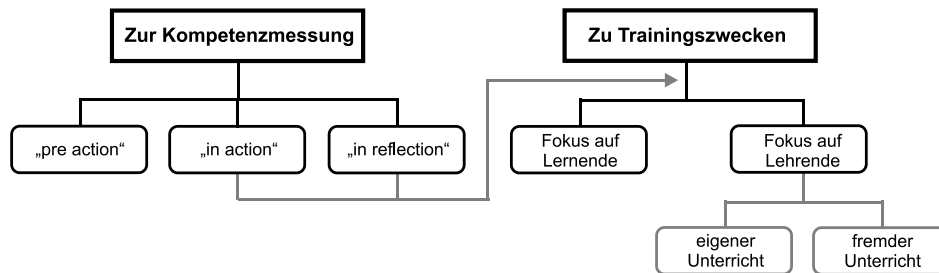 Zur Kompetenzmessung
Zu Trainingszwecken
„pre action“
„in action“
„in reflection“
Fokus auf
Lernende
Fokus auf
Lehrende
eigener
Unterricht
fremder
Unterricht